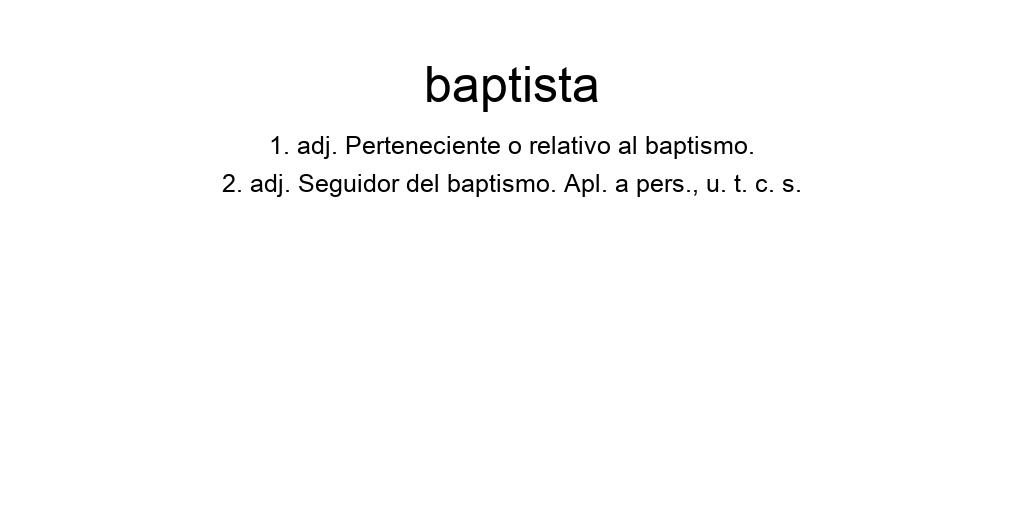 baptista
1. adj. Perteneciente o relativo al baptismo.
2. adj. Seguidor del baptismo. Apl. a pers., u. t. c. s.